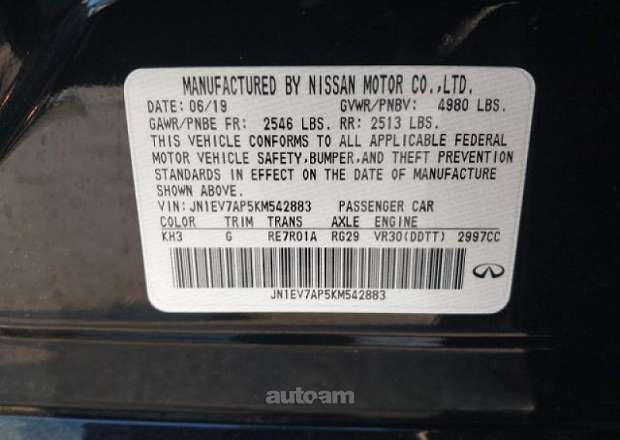 MANUFACTURED BY NISSAN MOTOR CO.,LTD.
DATE: 06/19 GVWR/PNBV: 4980 LBS.
GAWR/PNBE FR: 2546 LBS. RR: 2513 LBS.
THIS VEHICLE CONFORMS TO ALL APPLICABLE FEDERAL
MOTOR VEHICLE SAFETY,BUMPER,AND THEFT PREVENTION
STANDARDS IN EFFECT ON THE DATE OF MANUFACTURE
SHOWN ABOVE.
VIN: JN1EV7AP5KM542883 PASSENGER CAR
COLOR TRIM TRANS AXLE ENGINE
KH3 G RE7R01A RG29 VR30(DDTT) 2997CC
JN1EV7AP5KM542883
autoam